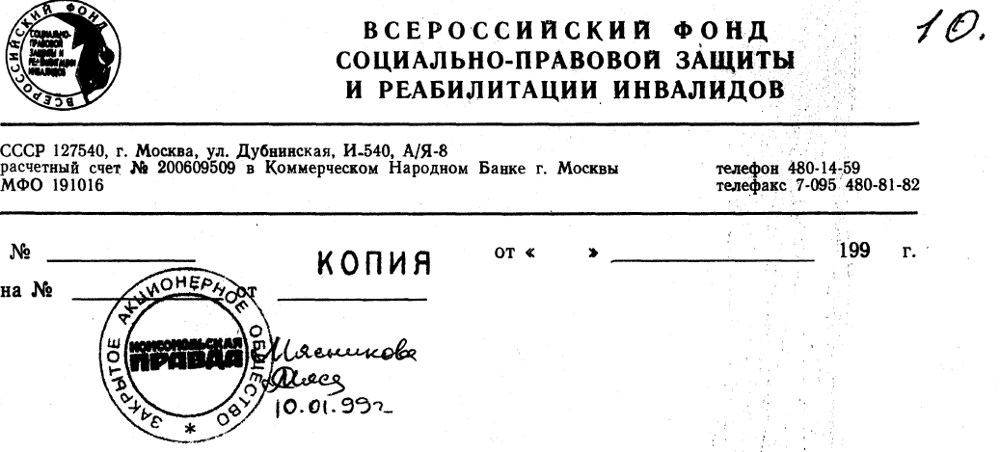 ВСЕРОССИЙСКИЙ ФОНД
СОЦИАЛЬНО-ПРАВОВОЙ ЗАЩИТЫ
И РЕАБИЛИТАЦИИ ИНВАЛИДОВ
10.
ВСЕРОССИЙСКИЙ ФОНД
СОЦИАЛЬНО-
ПРАВОВОЙ
ЗАЩИТЫ И
РЕАБИЛИТАЦИИ
ИНВАЛИДОВ
СССР 127540, г. Москва, ул. Дубнинская, И-540, А/Я-8
расчетный счет № 200609509 в Коммерческом Народном Банке г. Москвы
МФО 191016
телефон 480-14-59
телефакс 7-095 480-81-82
№ от « » 199 г.
КОПИЯ
на № от
ЗАКРЫТОЕ АКЦИОНЕРНОЕ ОБЩЕСТВО *
КОМСОМОЛЬСКАЯ
ПРАВДА
Мясникова
10.01.99г